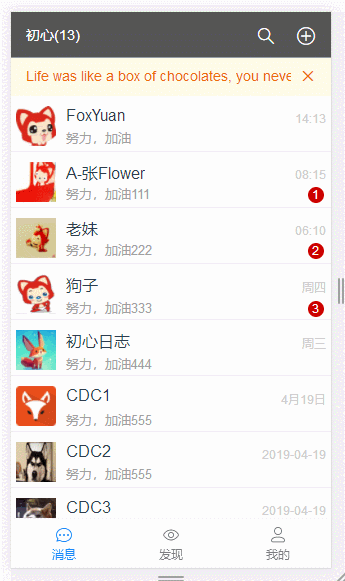 初心(13)
Life was like a box of chocolates, you neve
FoxYuan 14:13
努力，加油
A-张Flower 08:15
努力，加油111 1
老妹 06:10
努力，加油222 2
狗子 周四
努力，加油333 3
初心日志 周三
努力，加油444
CDC1 4月19日
努力，加油555
CDC2 2019-04-19
努力，加油555
CDC3 2019-04-19
消息 发现 我的